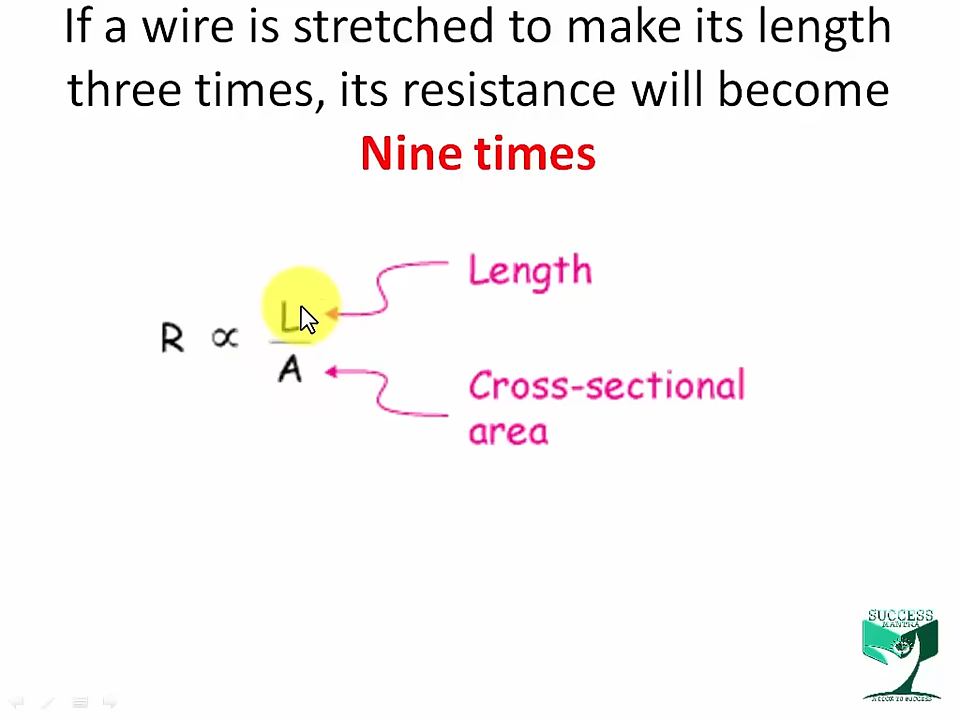 If a wire is stretched to make its length
three times, its resistance will become
Nine times
Length
R ∝ L
A
Cross-sectional
area
SUCCESS
MANTRA